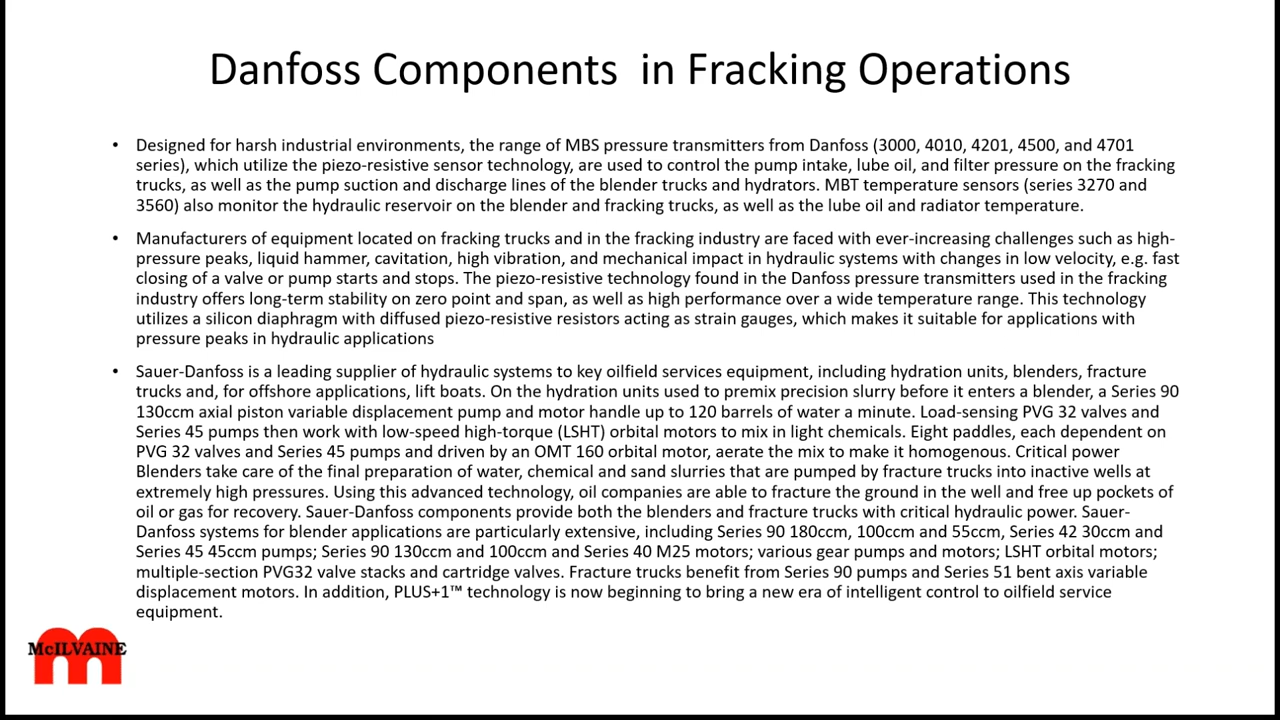 Danfoss Components in Fracking Operations
• Designed for harsh industrial environments, the range of MBS pressure transmitters from Danfoss (3000, 4010, 4201, 4500, and 4701
series), which utilize the piezo-resistive sensor technology, are used to control the pump intake, lube oil, and filter pressure on the fracking
trucks, as well as the pump suction and discharge lines of the blender trucks and hydrators. MBT temperature sensors (series 3270 and
3560) also monitor the hydraulic reservoir on the blender and fracking trucks, as well as the lube oil and radiator temperature.
• Manufacturers of equipment located on fracking trucks and in the fracking industry are faced with ever-increasing challenges such as high-
pressure peaks, liquid hammer, cavitation, high vibration, and mechanical impact in hydraulic systems with changes in low velocity, e.g. fast
closing of a valve or pump starts and stops. The piezo-resistive technology found in the Danfoss pressure transmitters used in the fracking
industry offers long-term stability on zero point and span, as well as high performance over a wide temperature range. This technology
utilizes a silicon diaphragm with diffused piezo-resistive resistors acting as strain gauges, which makes it suitable for applications with
pressure peaks in hydraulic applications
• Sauer-Danfoss is a leading supplier of hydraulic systems to key oilfield services equipment, including hydration units, blenders, fracture
trucks and, for offshore applications, lift boats. On the hydration units used to premix precision slurry before it enters a blender, a Series 90
130ccm axial piston variable displacement pump and motor handle up to 120 barrels of water a minute. Load-sensing PVG 32 valves and
Series 45 pumps then work with low-speed high-torque (LSHT) orbital motors to mix in light chemicals. Eight paddles, each dependent on
PVG 32 valves and Series 45 pumps and driven by an OMT 160 orbital motor, aerate the mix to make it homogenous. Critical power
Blenders take care of the final preparation of water, chemical and sand slurries that are pumped by fracture trucks into inactive wells at
extremely high pressures. Using this advanced technology, oil companies are able to fracture the ground in the well and free up pockets of
oil or gas for recovery. Sauer-Danfoss components provide both the blenders and fracture trucks with critical hydraulic power. Sauer-
Danfoss systems for blender applications are particularly extensive, including Series 90 180ccm, 100ccm and 55ccm, Series 42 30ccm and
Series 45 45ccm pumps; Series 90 130ccm and 100ccm and Series 40 M25 motors; various gear pumps and motors; LSHT orbital motors;
multiple-section PVG32 valve stacks and cartridge valves. Fracture trucks benefit from Series 90 pumps and Series 51 bent axis variable
displacement motors. In addition, PLUS+1™ technology is now beginning to bring a new era of intelligent control to oilfield service
equipment.
McILVAINE